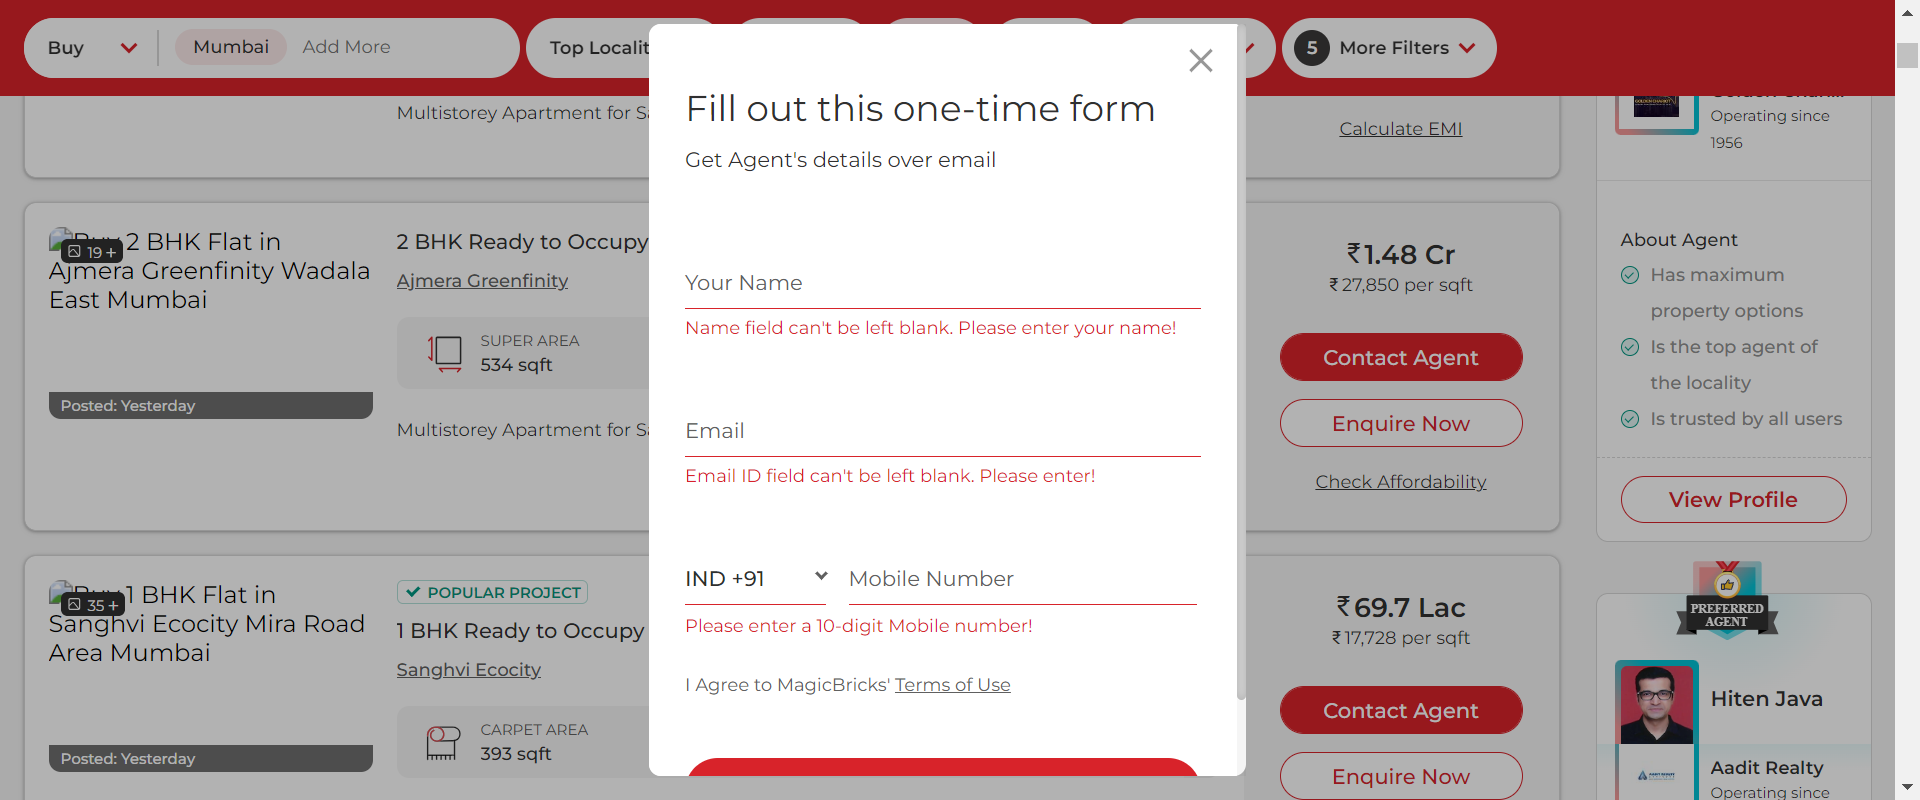 Buy
Mumbai
Add More
Top Localit
5
More Filters
Multistorey Apartment for Sa
Calculate EMI
Operating since
1956
Fill out this one-time form
Get Agent's details over email
Your Name
Name field can't be left blank. Please enter your name!
Email
Email ID field can't be left blank. Please enter!
IND +91
Mobile Number
Please enter a 10-digit Mobile number!
I Agree to MagicBricks' Terms of Use
Buy 2 BHK Flat in
19+
Ajmera Greenfinity Wadala
East Mumbai
Posted: Yesterday
2 BHK Ready to Occupy
Ajmera Greenfinity
SUPER AREA
534 sqft
Multistorey Apartment for Sa
₹1.48 Cr
₹27,850 per sqft
Contact Agent
Enquire Now
Check Affordability
Buy 1 BHK Flat in
35+
Sanghvi Ecocity Mira Road
Area Mumbai
Posted: Yesterday
POPULAR PROJECT
1 BHK Ready to Occupy
Sanghvi Ecocity
CARPET AREA
393 sqft
₹69.7 Lac
₹17,728 per sqft
Contact Agent
Enquire Now
About Agent
Has maximum
property options
Is the top agent of
the locality
Is trusted by all users
View Profile
PREFERRED
AGENT
Hiten Java
Aadit Realty
Operating since